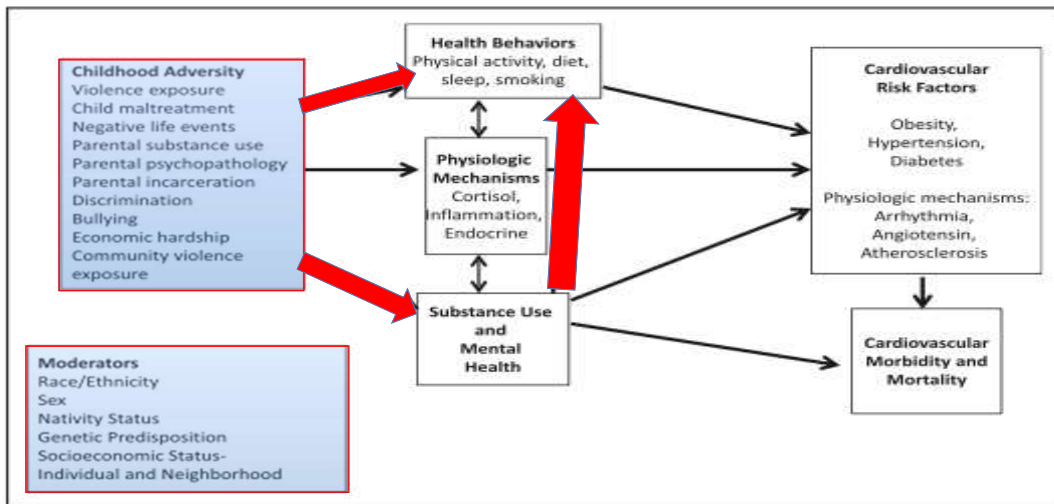 Childhood Adversity
Violence exposure
Child maltreatment
Negative life events
Parental substance use
Parental psychopathology
Parental incarceration
Discrimination
Bullying
Economic hardship
Community violence
exposure
Moderators
Race/Ethnicity
Sex
Nativity Status
Genetic Predisposition
Socioeconomic Status-
Individual and Neighborhood
Health Behaviors
Physical activity, diet,
sleep, smoking
Physiologic
Mechanisms
Cortisol,
Inflammation,
Endocrine
Substance Use
and
Mental
Health
Cardiovascular
Risk Factors
Obesity,
Hypertension,
Diabetes
Physiologic mechanisms:
Arrhythmia,
Angiotensin,
Atherosclerosis
Cardiovascular
Morbidity and
Mortality